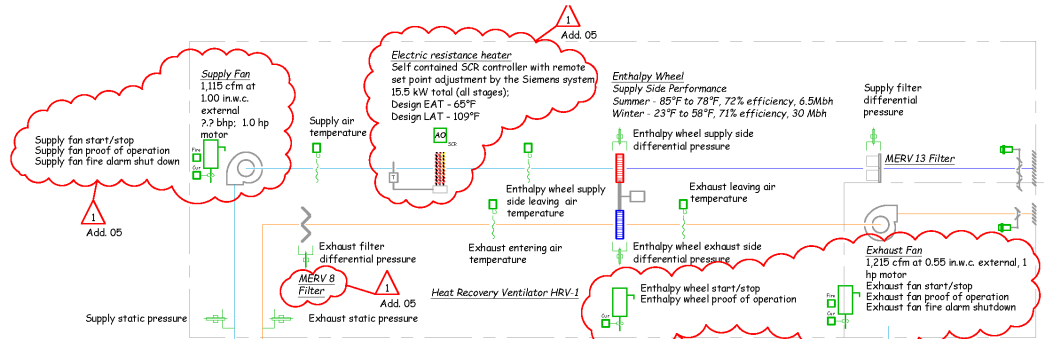 1
Add. 05
Supply Fan
1,115 cfm at
1.00 in.w.c.
external
.?.? bhp; 1.0 hp
motor
Supply fan start/stop
Supply fan proof of operation
Supply fan fire alarm shut down
Fire
Cur
1
Add. 05
Supply air
temperature
Electric resistance heater
Self contained SCR controller with remote
set point adjustment by the Siemens system
15.5 kW total (all stages);
Design EAT - 65°F
Design LAT - 109°F
AO
SCR
T
Enthalpy Wheel
Supply Side Performance
Summer - 85°F to 78°F, 72% efficiency, 6.5Mbh
Winter - 23°F to 58°F, 71% efficiency, 30 Mbh
Enthalpy wheel supply side
differential pressure
Supply filter
differential
pressure
MERV 13 Filter
Enthalpy wheel supply
side leaving air
temperature
Exhaust leaving air
temperature
Exhaust filter
differential pressure
Exhaust entering air
temperature
Enthalpy wheel exhaust side
differential pressure
MERV 8
Filter
1
Add. 05
Heat Recovery Ventilator HRV-1
Enthalpy wheel start/stop
Enthalpy wheel proof of operation
Cur
Exhaust Fan
1,215 cfm at 0.55 in.w.c. external, 1
hp motor
Exhaust fan start/stop
Exhaust fan proof of operation
Exhaust fan fire alarm shutdown
Fire
Cur
Supply static pressure
Exhaust static pressure